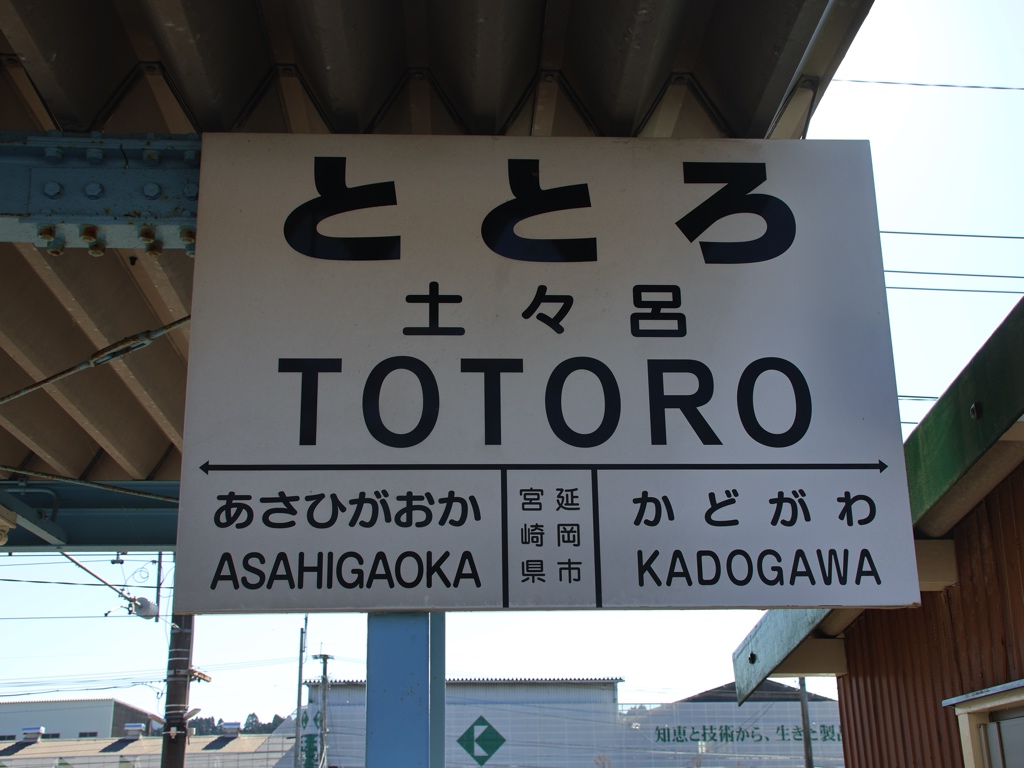 ととろ
土々呂
TOTORO
あさひがおか
ASAHIGAOKA
宮崎県
延岡市
かどがわ
KADOGAWA
知恵と技術から、生きた製